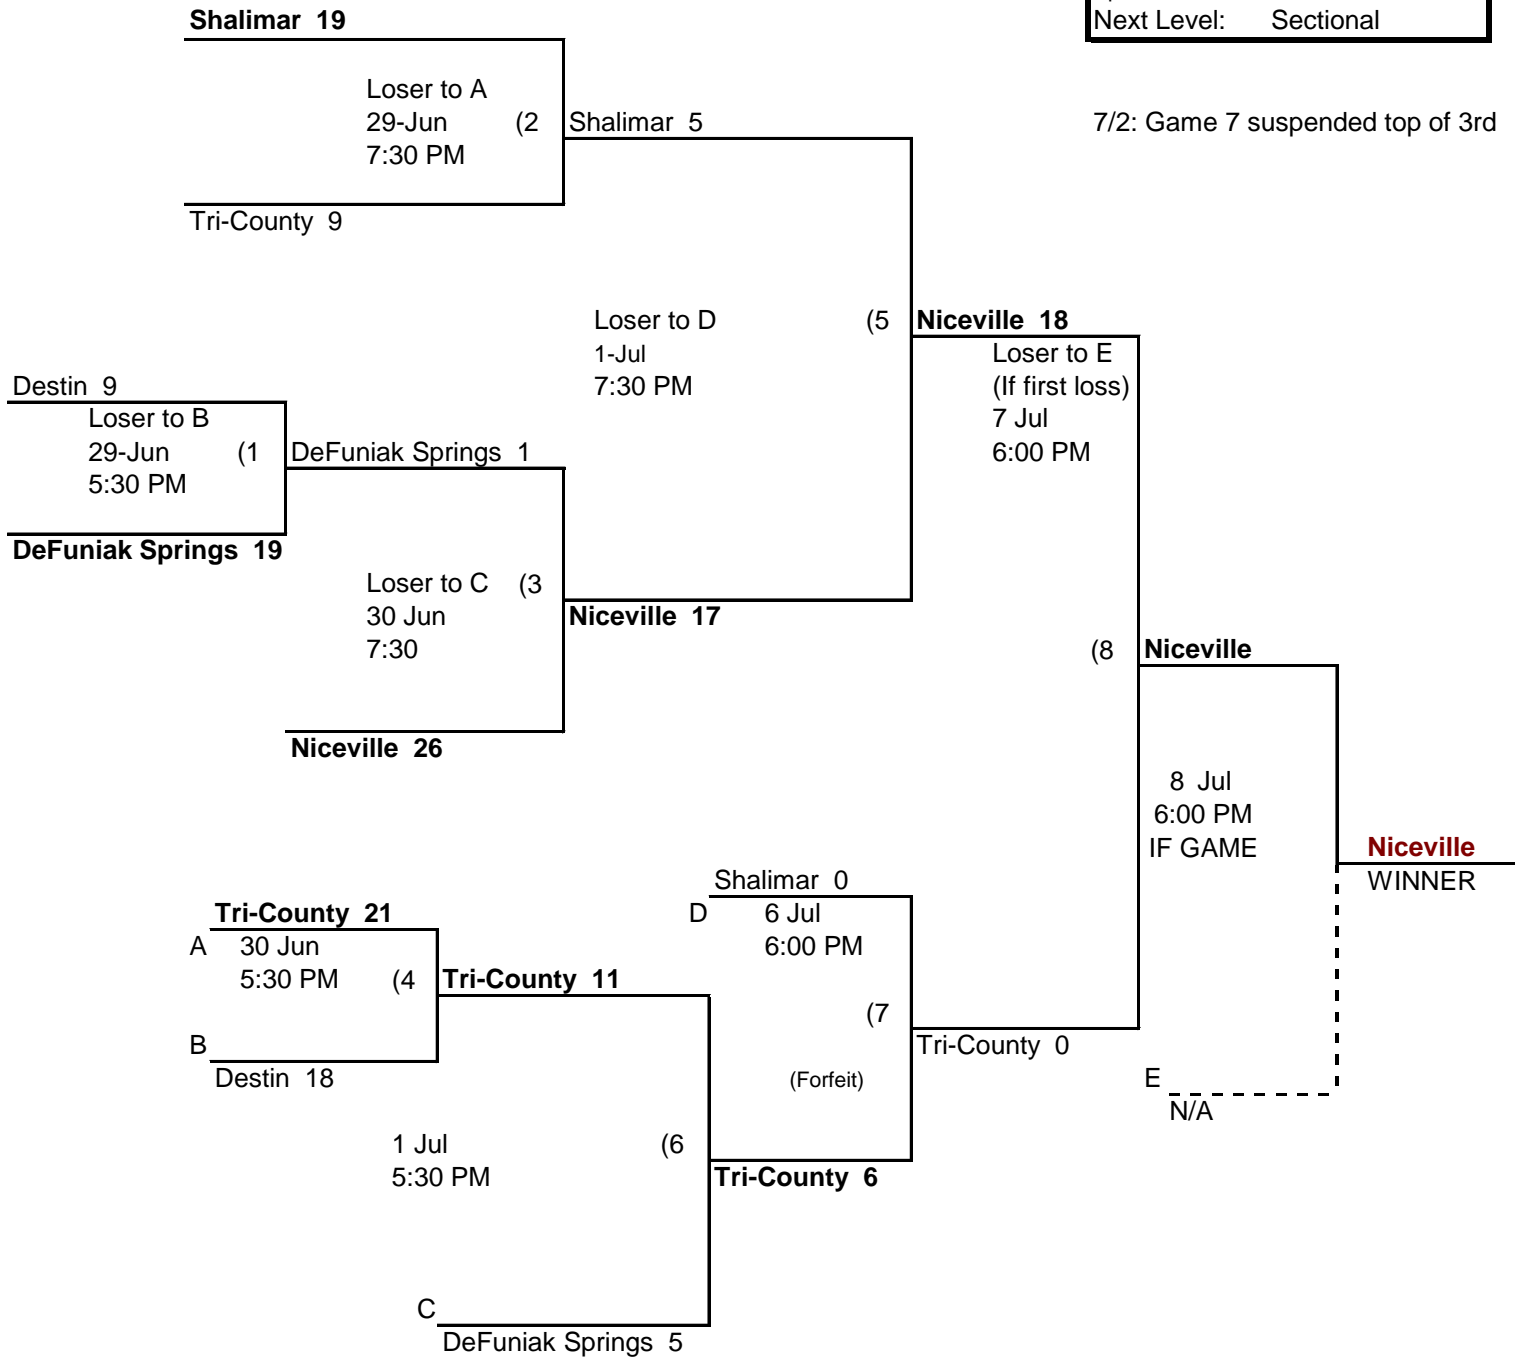 Shalimar 19
Next Level: Sectional
Loser to A
29-Jun (2 Shalimar 5
7:30 PM
7/2: Game 7 suspended top of 3rd
Tri-County 9
Loser to D (5 Niceville 18
1-Jul
7:30 PM
Loser to E
(If first loss)
7 Jul
6:00 PM
Destin 9
Loser to B
29-Jun (1 DeFuniak Springs 1
5:30 PM
DeFuniak Springs 19
Loser to C (3
30 Jun
7:30
Niceville 17
(8 Niceville
Niceville 26
8 Jul
6:00 PM
IF GAME
Niceville
WINNER
Shalimar 0
D 6 Jul
6:00 PM
Tri-County 21
A 30 Jun
5:30 PM (4 Tri-County 11
(7
Tri-County 0
B
Destin 18
(Forfeit)
E
N/A
1 Jul (6
5:30 PM
Tri-County 6
C
DeFuniak Springs 5